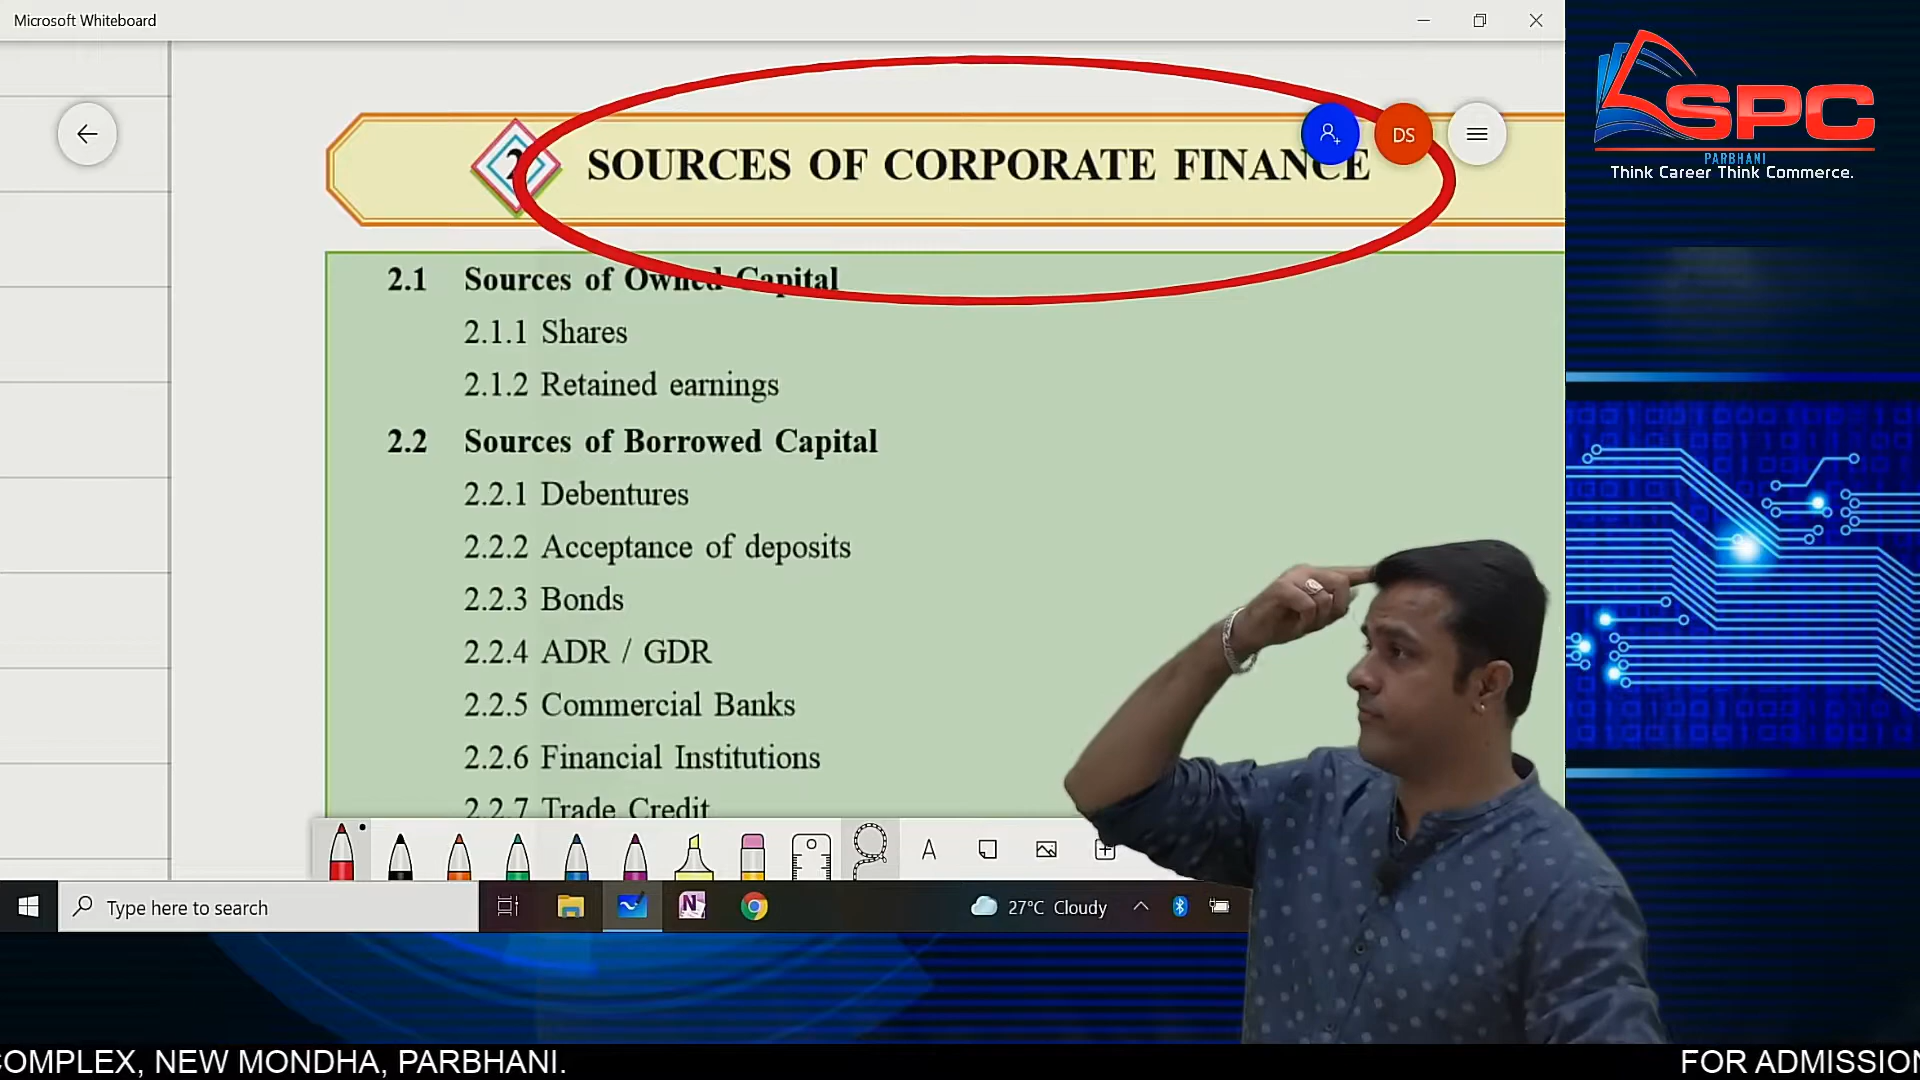 Microsoft Whiteboard
2 SOURCES OF CORPORATE FINANCE
DS
SPC
PARBHANI
Think Career Think Commerce.
2.1 Sources of Owned Capital
2.1.1 Shares
2.1.2 Retained earnings
2.2 Sources of Borrowed Capital
2.2.1 Debentures
2.2.2 Acceptance of deposits
2.2.3 Bonds
2.2.4 ADR / GDR
2.2.5 Commercial Banks
2.2.6 Financial Institutions
2.2.7 Trade Credit
Type here to search
27°C Cloudy
COMPLEX, NEW MONDHA, PARBHANI.
FOR ADMISSION